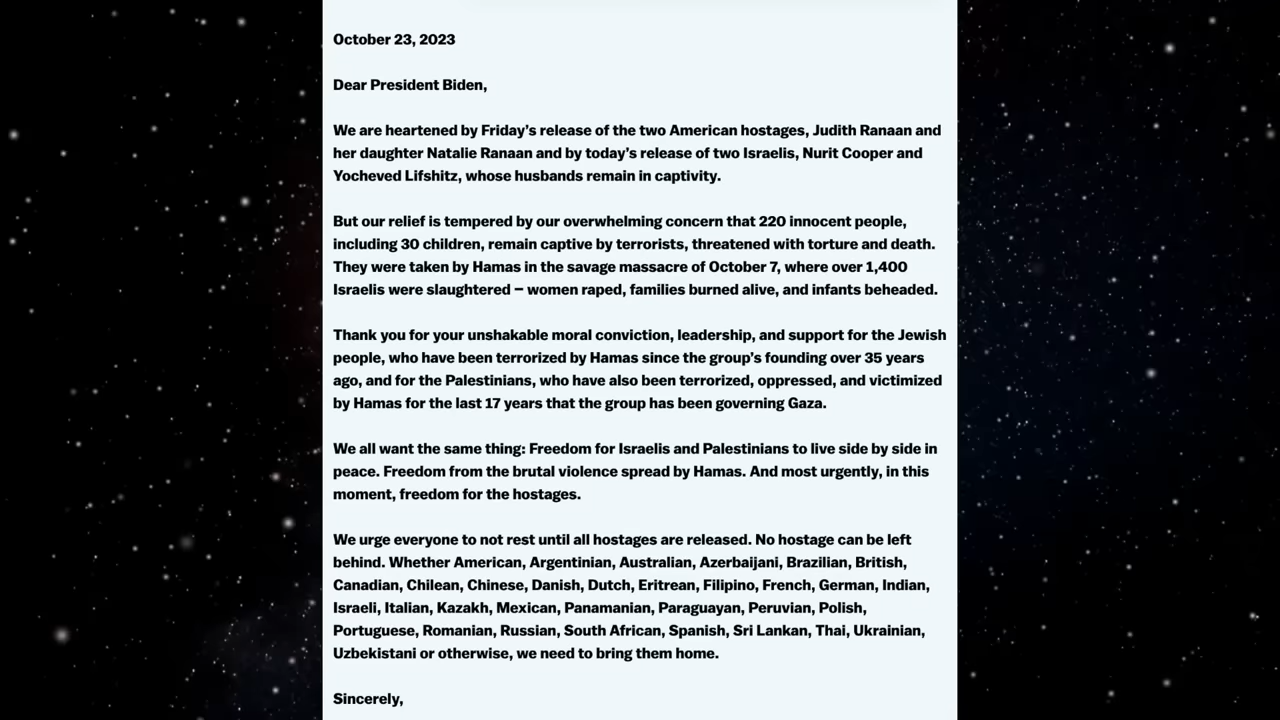 October 23, 2023
Dear President Biden,
We are heartened by Friday’s release of the two American hostages, Judith Ranaan and
her daughter Natalie Ranaan and by today’s release of two Israelis, Nurit Cooper and
Yocheved Lifshitz, whose husbands remain in captivity.
But our relief is tempered by our overwhelming concern that 220 innocent people,
including 30 children, remain captive by terrorists, threatened with torture and death.
They were taken by Hamas in the savage massacre of October 7, where over 1,400
Israelis were slaughtered – women raped, families burned alive, and infants beheaded.
Thank you for your unshakable moral conviction, leadership, and support for the Jewish
people, who have been terrorized by Hamas since the group’s founding over 35 years
ago, and for the Palestinians, who have also been terrorized, oppressed, and victimized
by Hamas for the last 17 years that the group has been governing Gaza.
We all want the same thing: Freedom for Israelis and Palestinians to live side by side in
peace. Freedom from the brutal violence spread by Hamas. And most urgently, in this
moment, freedom for the hostages.
We urge everyone to not rest until all hostages are released. No hostage can be left
behind. Whether American, Argentinian, Australian, Azerbaijani, Brazilian, British,
Canadian, Chilean, Chinese, Danish, Dutch, Eritrean, Filipino, French, German, Indian,
Israeli, Italian, Kazakh, Mexican, Panamanian, Paraguayan, Peruvian, Polish,
Portuguese, Romanian, Russian, South African, Spanish, Sri Lankan, Thai, Ukrainian,
Uzbekistani or otherwise, we need to bring them home.
Sincerely,